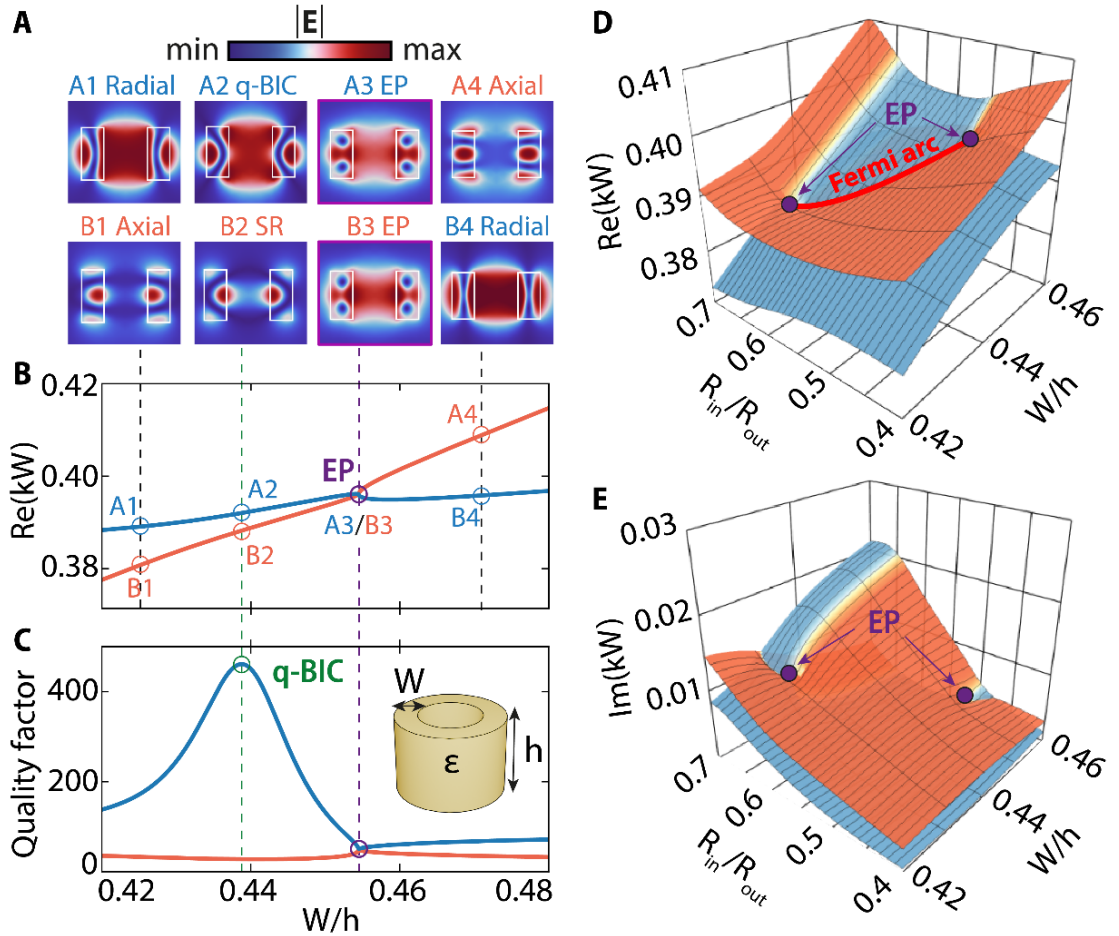 A
|E|
min max
A1 Radial A2 q-BIC A3 EP A4 Axial
B1 Axial B2 SR B3 EP B4 Radial
B
0.42
0.40
0.38
Re(kW)
A1
A2
EP
A3/B3
A4
B4
B1
B2
C
400
200
0
Quality factor
q-BIC
W
h
ε
0.42 0.44 0.46 0.48
W/h
D
0.41
0.40
0.39
0.38
Re(kW)
EP
Fermi arc
0.7
0.6
0.5
0.4
Rin/Rout
0.42
0.44
0.46
W/h
E
0.03
0.02
0.01
Im(kW)
EP
0.7
0.6
0.5
0.4
Rin/Rout
0.42
0.44
0.46
W/h